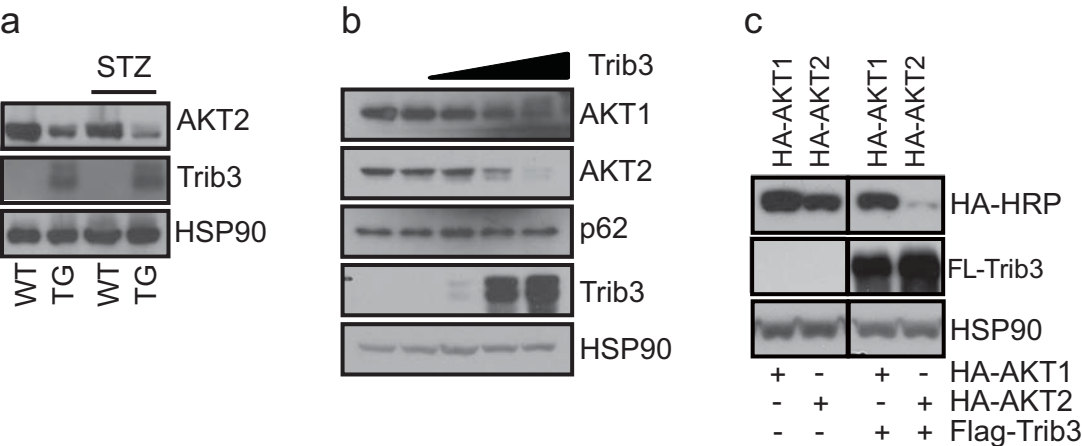 a
STZ
AKT2
Trib3
HSP90
WT
TG
WT
TG
b
Trib3
AKT1
AKT2
p62
Trib3
HSP90
c
HA-AKT1
HA-AKT2
HA-AKT1
HA-AKT2
HA-HRP
FL-Trib3
HSP90
+ - + - HA-AKT1
- + - + HA-AKT2
- - + + Flag-Trib3